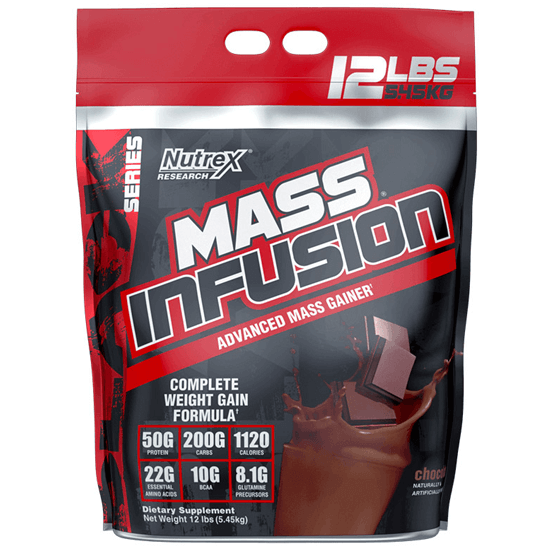 12LBS
5.45KG
SERIES
Nutrex®
RESEARCH
MASS
INFUSION®
ADVANCED MASS GAINER†
COMPLETE
WEIGHT GAIN
FORMULA†
50G 200G 1120
PROTEIN CARBS CALORIES
22G 10G 8.1G
ESSENTIAL AMINO ACIDS BCAA GLUTAMINE PRECURSORS
Dietary Supplement
Net Weight 12 lbs (5.45kg)
NATURALLY